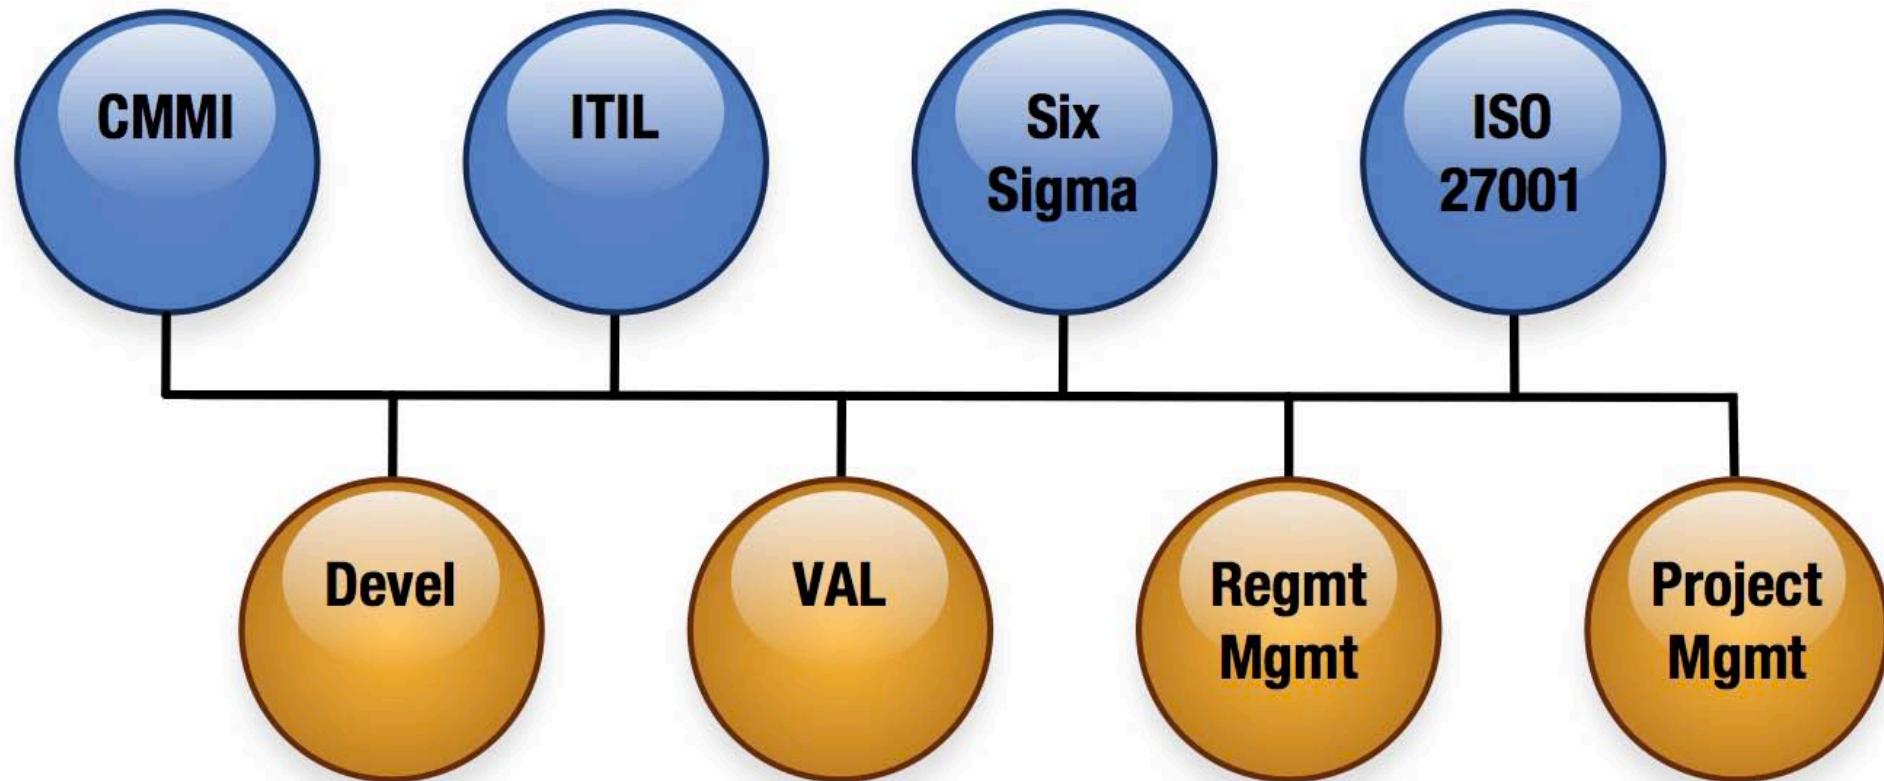 CMMI
ITIL
Six
Sigma
ISO
27001
Devel
VAL
Regmt
Mgmt
Project
Mgmt